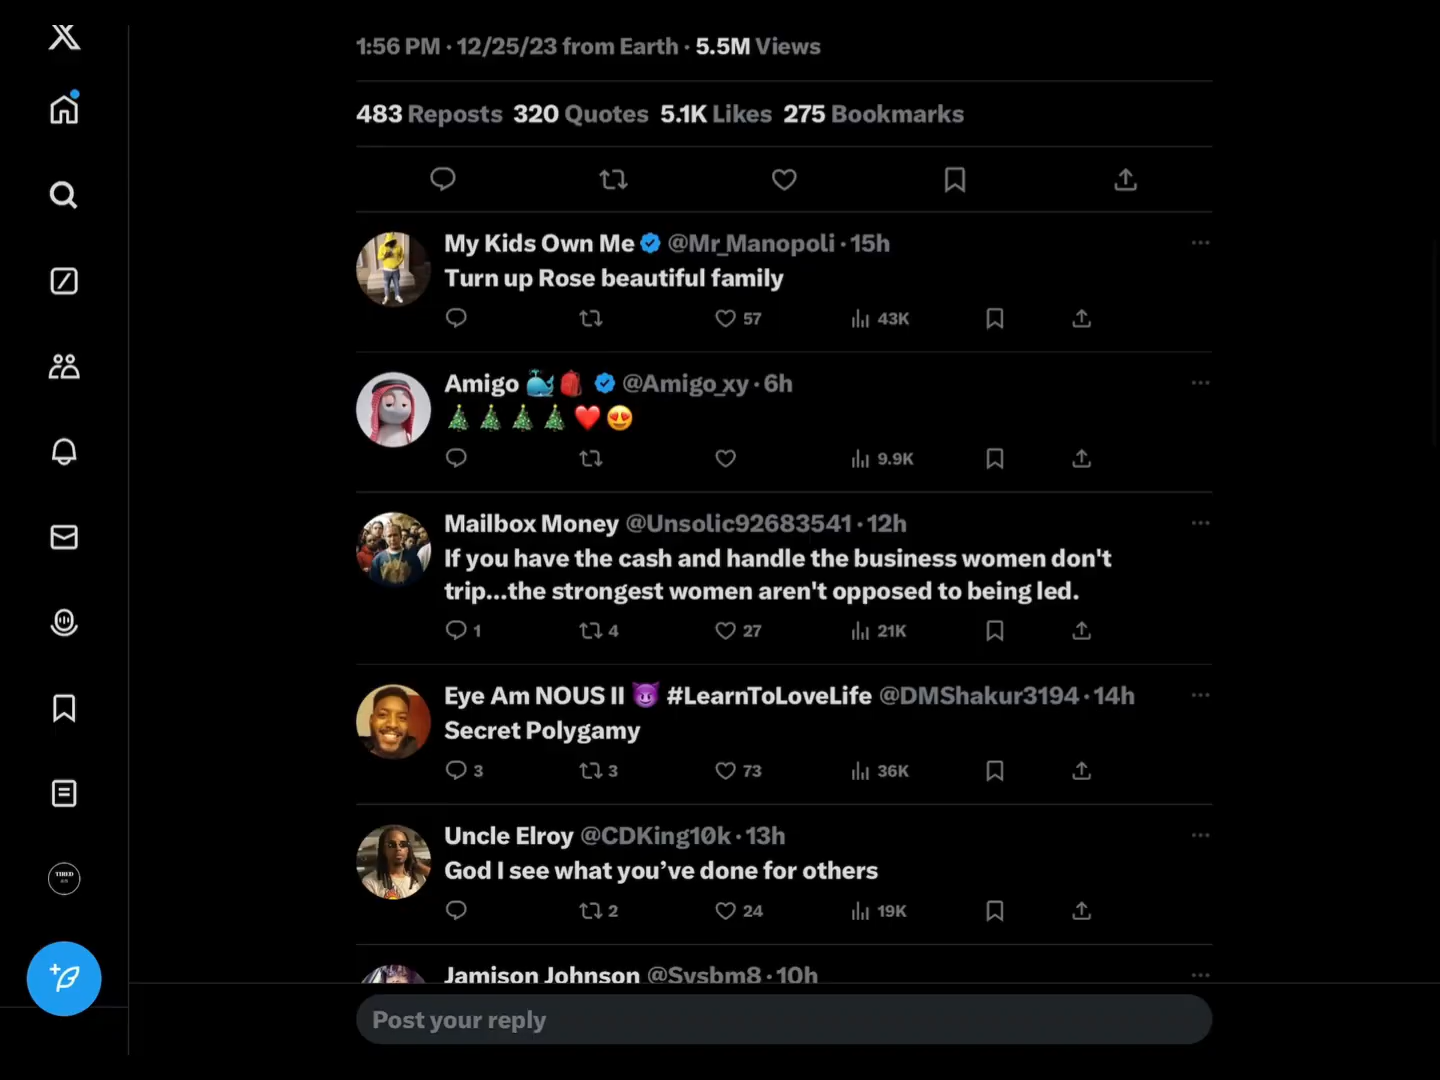 1:56 PM · 12/25/23 from Earth · 5.5M Views
483 Reposts 320 Quotes 5.1K Likes 275 Bookmarks
My Kids Own Me @Mr_Manopoli · 15h
Turn up Rose beautiful family
57 43K
Amigo 🐳🎒 @Amigo_xy · 6h
🎄🎄🎄🎄❤️😍
9.9K
Mailbox Money @Unsolic92683541 · 12h
If you have the cash and handle the business women don't
trip...the strongest women aren't opposed to being led.
1 4 27 21K
Eye Am NOUS II 😈 #LearnToLoveLife @DMShakur3194 · 14h
Secret Polygamy
3 3 73 36K
Uncle Elroy @CDKing10k · 13h
God I see what you’ve done for others
2 24 19K
Jamison Johnson @Svsbm8 · 10h
TIRED
Post your reply